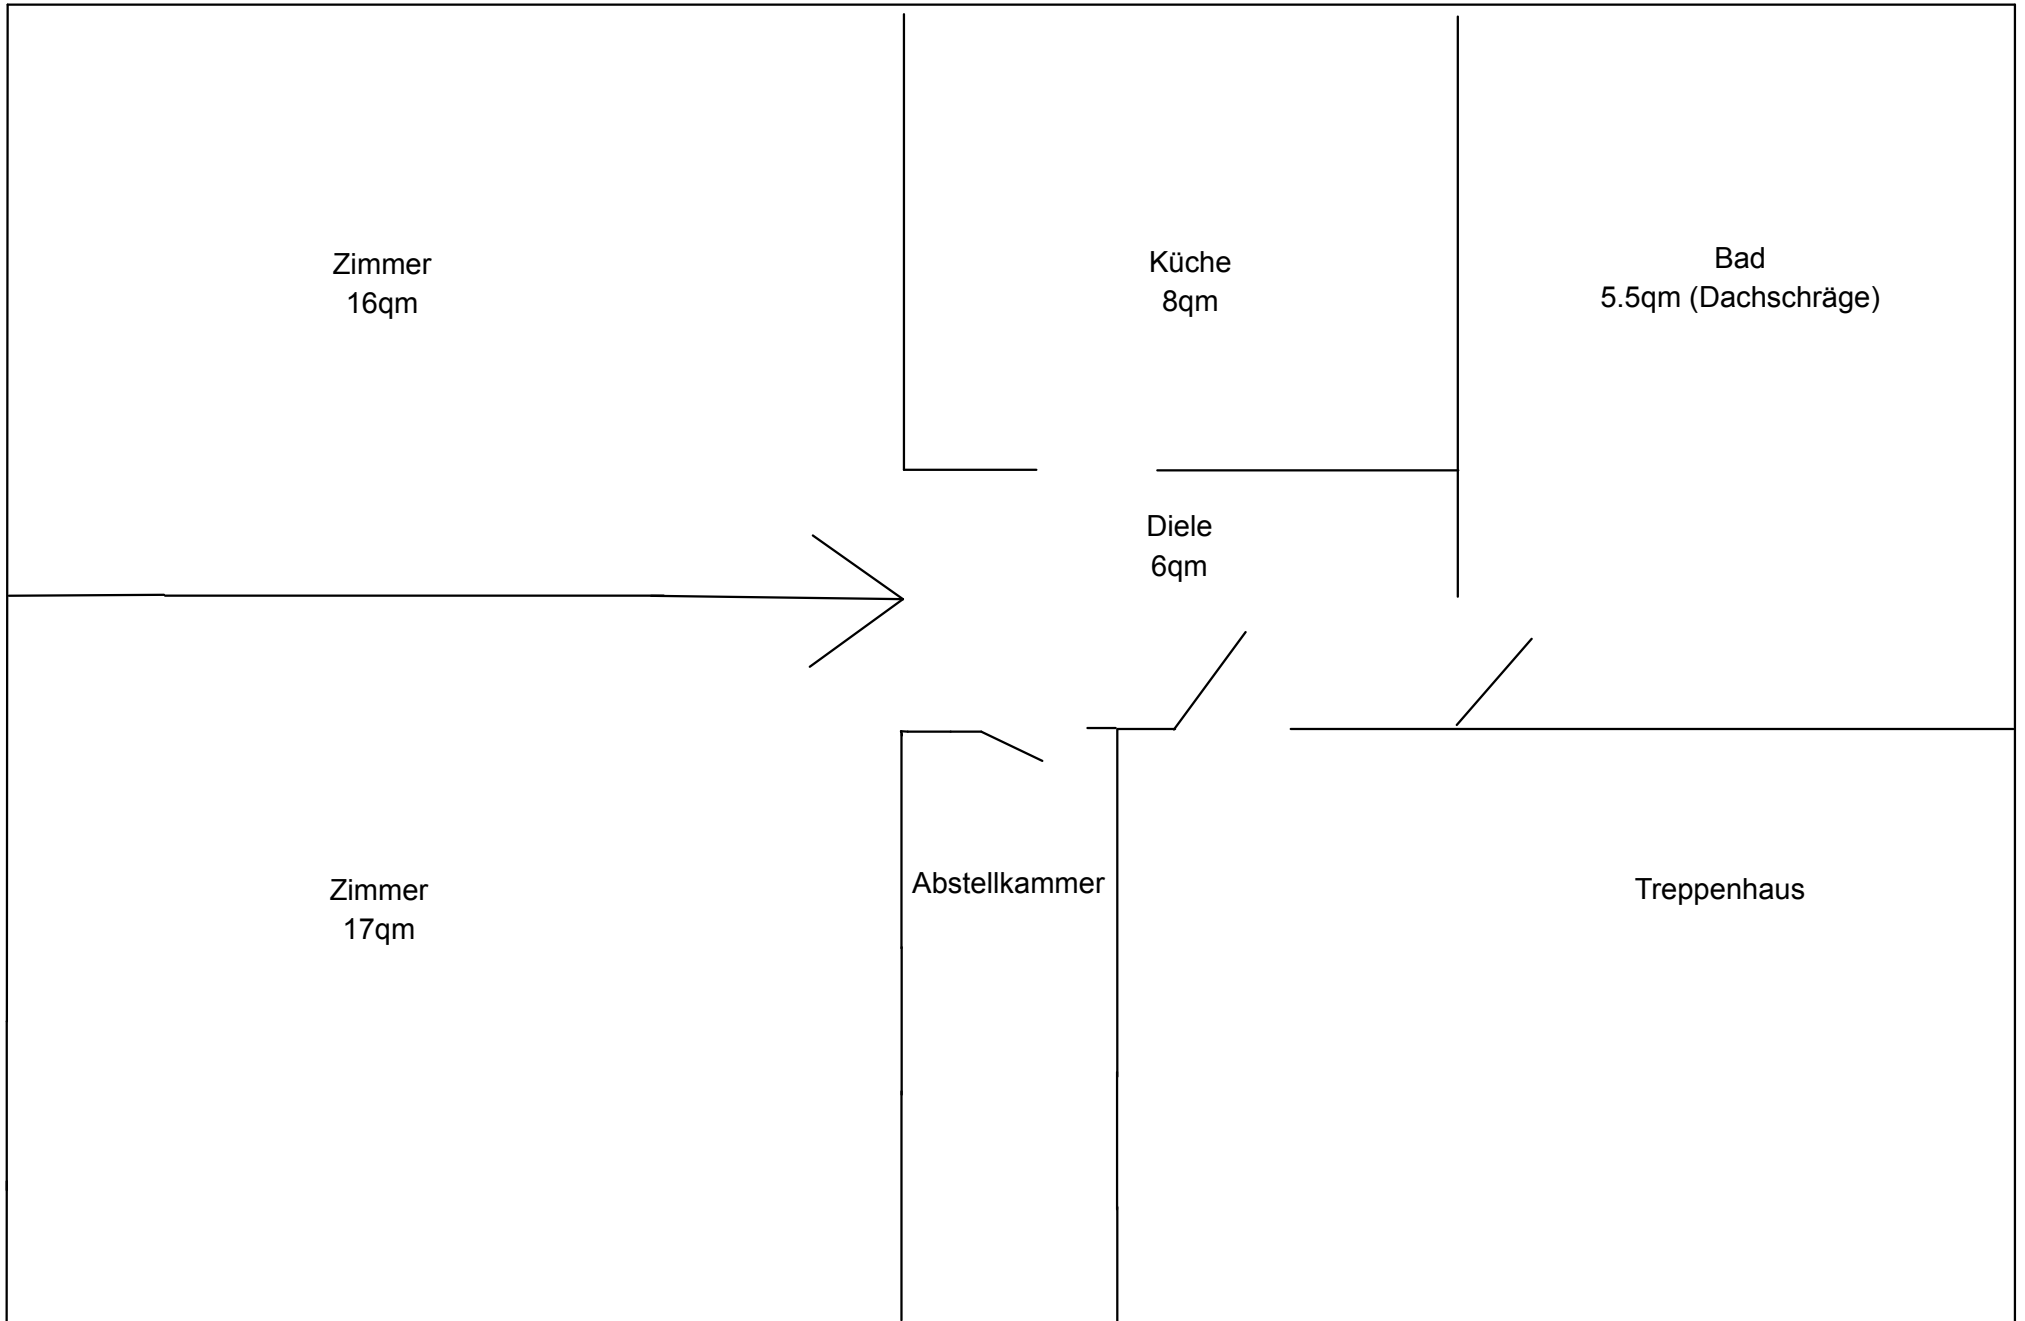 Zimmer
16qm
Küche
8qm
Bad
5.5qm (Dachschräge)
Diele
6qm
Zimmer
17qm
Abstellkammer
Treppenhaus